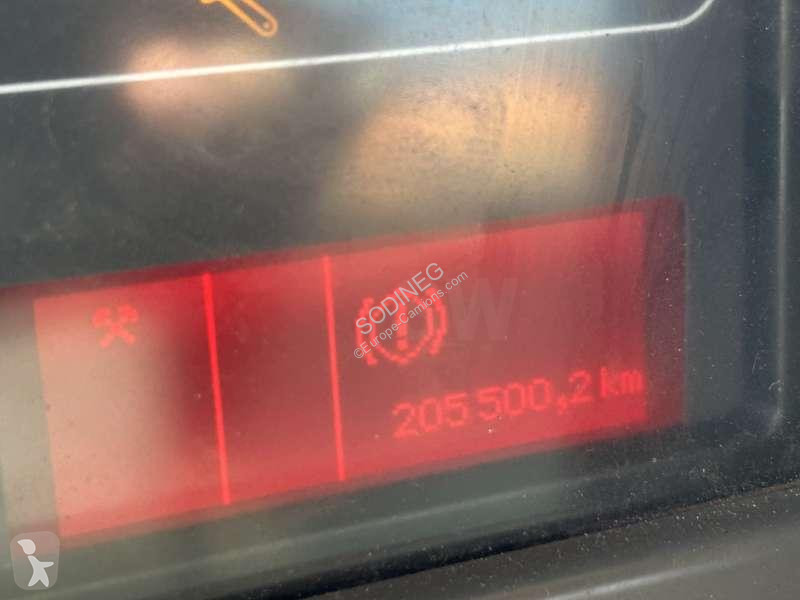 SODINEG
©Europe-Camions.com
W
205 500,2 km